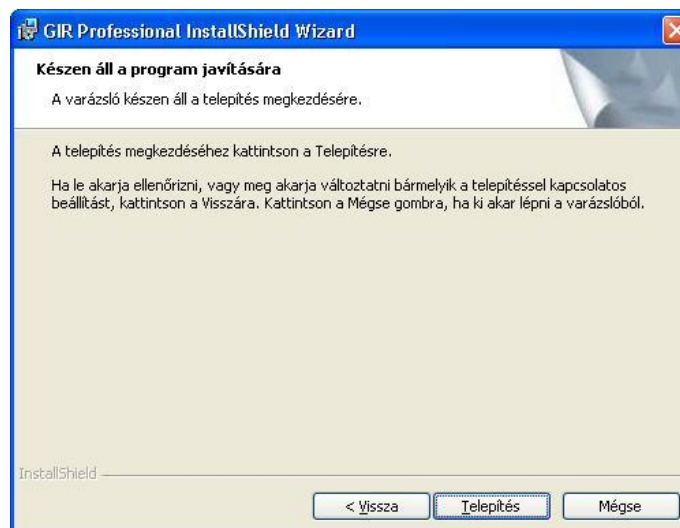 GIR Professional InstallShield Wizard
Készen áll a program javítására
A varázsló készen áll a telepítés megkezdésére.
A telepítés megkezdéséhez kattintson a Telepítésre.
Ha le akarja ellenőrizni, vagy meg akarja változtatni bármelyik a telepítéssel kapcsolatos
beállítást, kattintson a Visszára. Kattintson a Mégse gombra, ha ki akar lépni a varázslóból.
InstallShield
< Vissza
Telepítés
Mégse